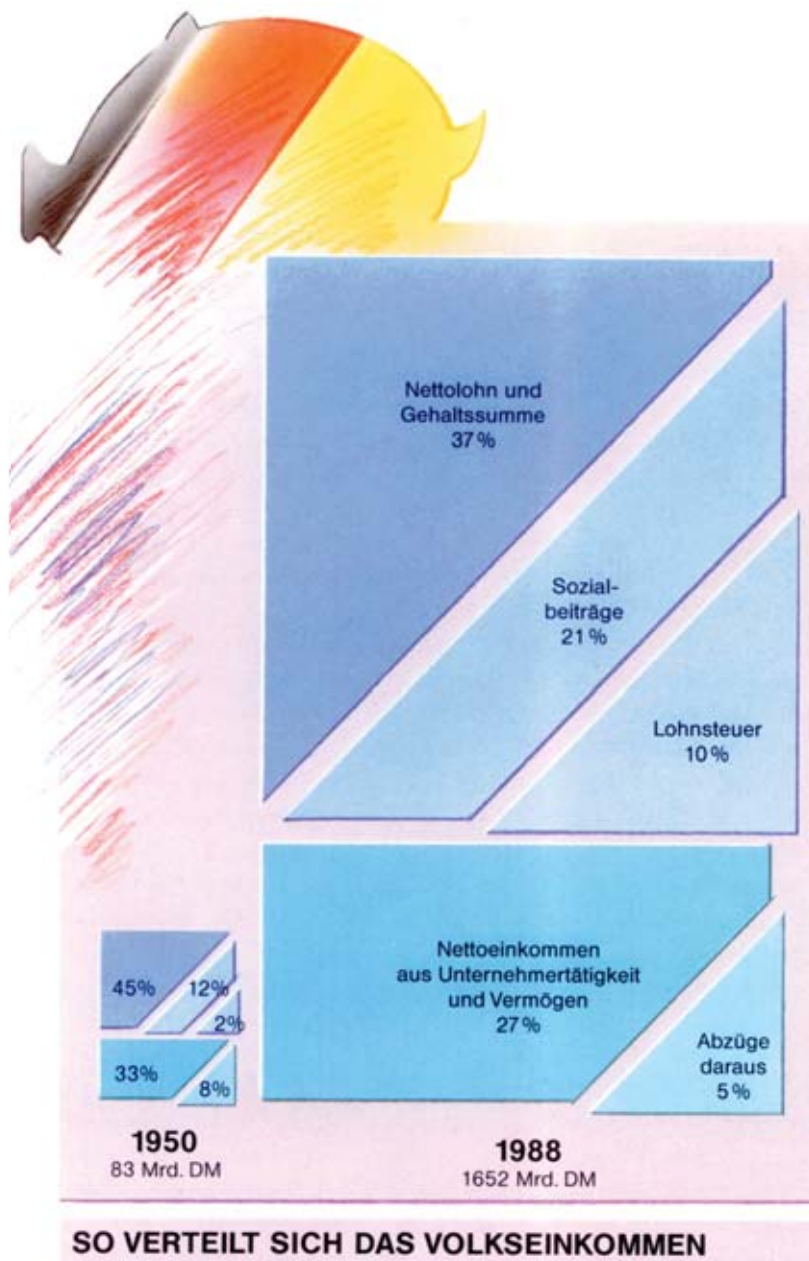 Nettolohn und
Gehaltssumme
37 %
Sozial-
beiträge
21 %
Lohnsteuer
10 %
Nettoeinkommen
aus Unternehmertätigkeit
und Vermögen
27 %
Abzüge
daraus
5 %
45%
12%
2%
33%
8%
1950
83 Mrd. DM
1988
1652 Mrd. DM
SO VERTEILT SICH DAS VOLKSEINKOMMEN